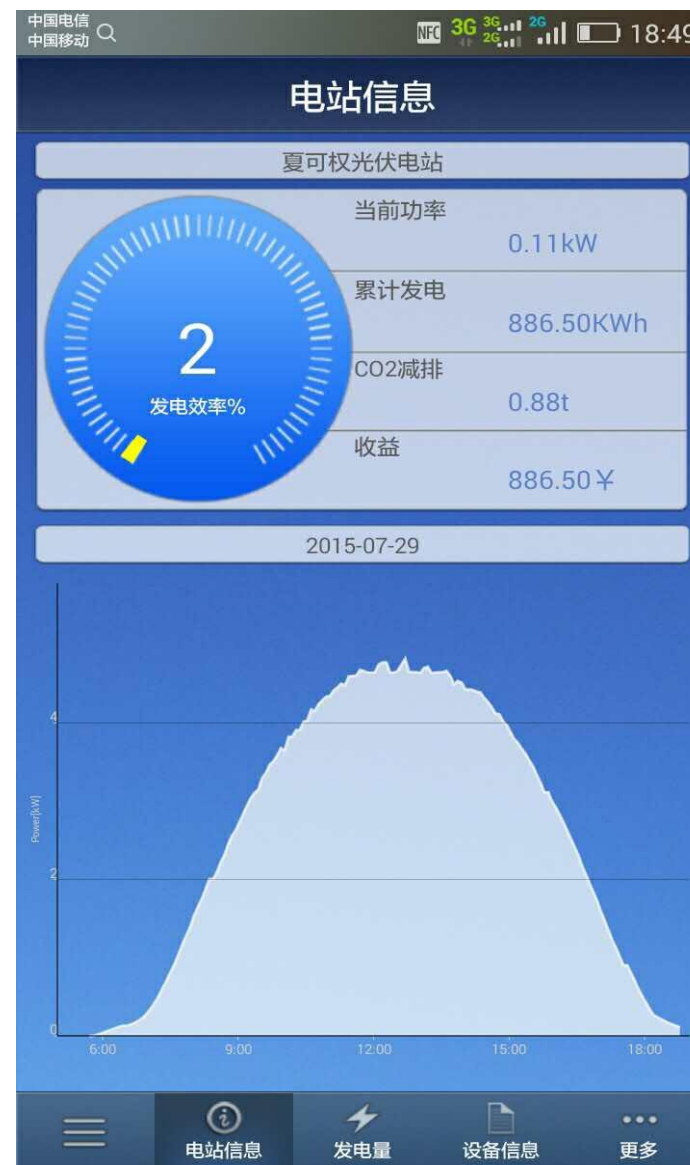 中国电信
中国移动
NFC 3G 3G 2G 2G 18:49
电站信息
夏可权光伏电站
当前功率
0.11kW
累计发电
886.50KWh
2
发电效率%
CO2减排
0.88t
收益
886.50¥
2015-07-29
4
Power[kW]
2
0
6:00 9:00 12:00 15:00 18:00
电站信息 发电量 设备信息 更多